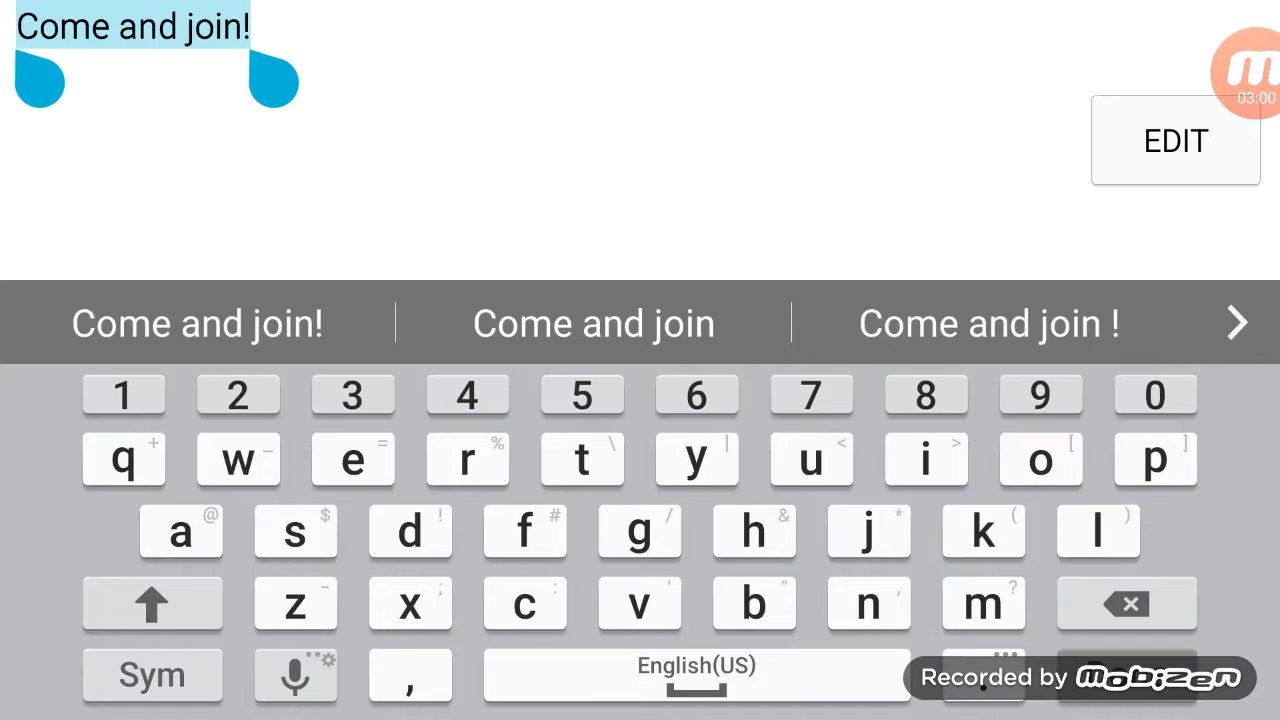 Come and join!
03:00
EDIT
Come and join! Come and join Come and join !
1 2 3 4 5 6 7 8 9 0
q + w - e = r % t \ y | u < i > o [ p ]
a @ s $ d ! f # g / h & j * k ( l )
z - x ; c : v ' b " n , m ?
Sym , English(US) .
Recorded by mobizen